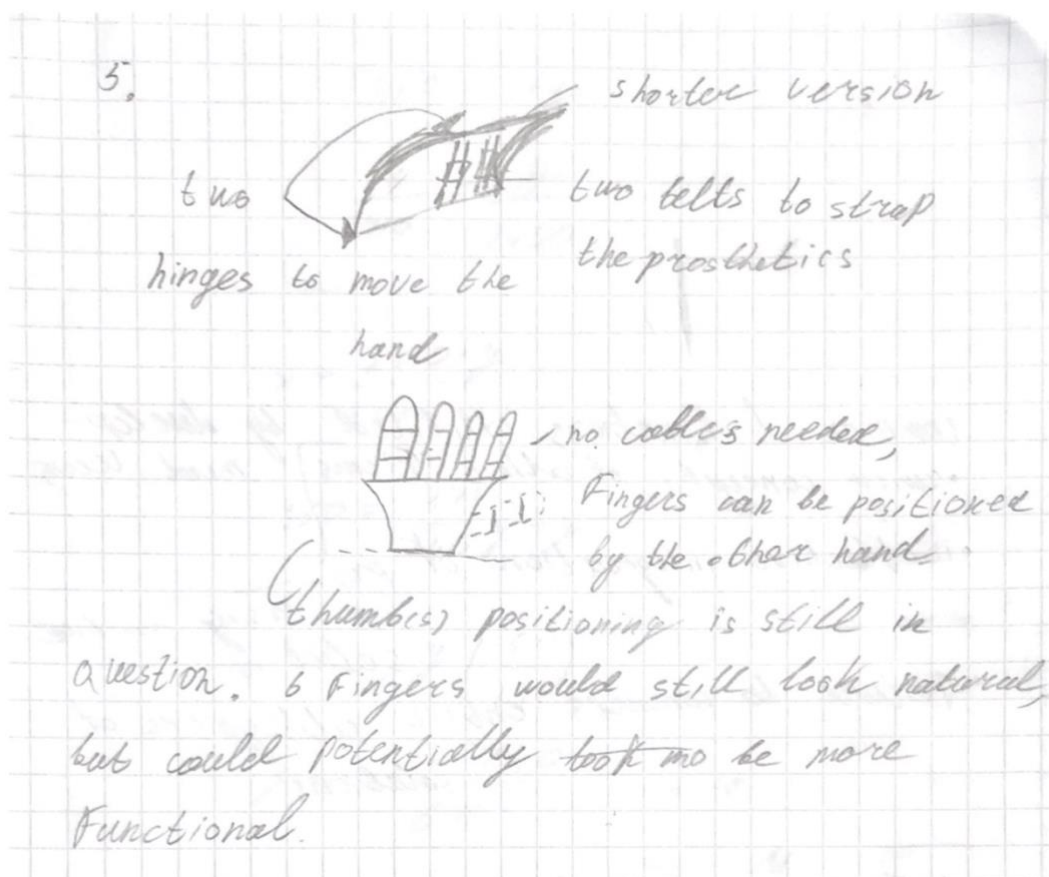 5.
shorter version
two
two belts to strap
the prosthetics
hinges to move the
hand
no cables needed,
Fingers can be positioned
by the other hand.
thumb(s) positioning is still in
question. 6 Fingers would still look natural,
but could potentially look mo be more
Functional.